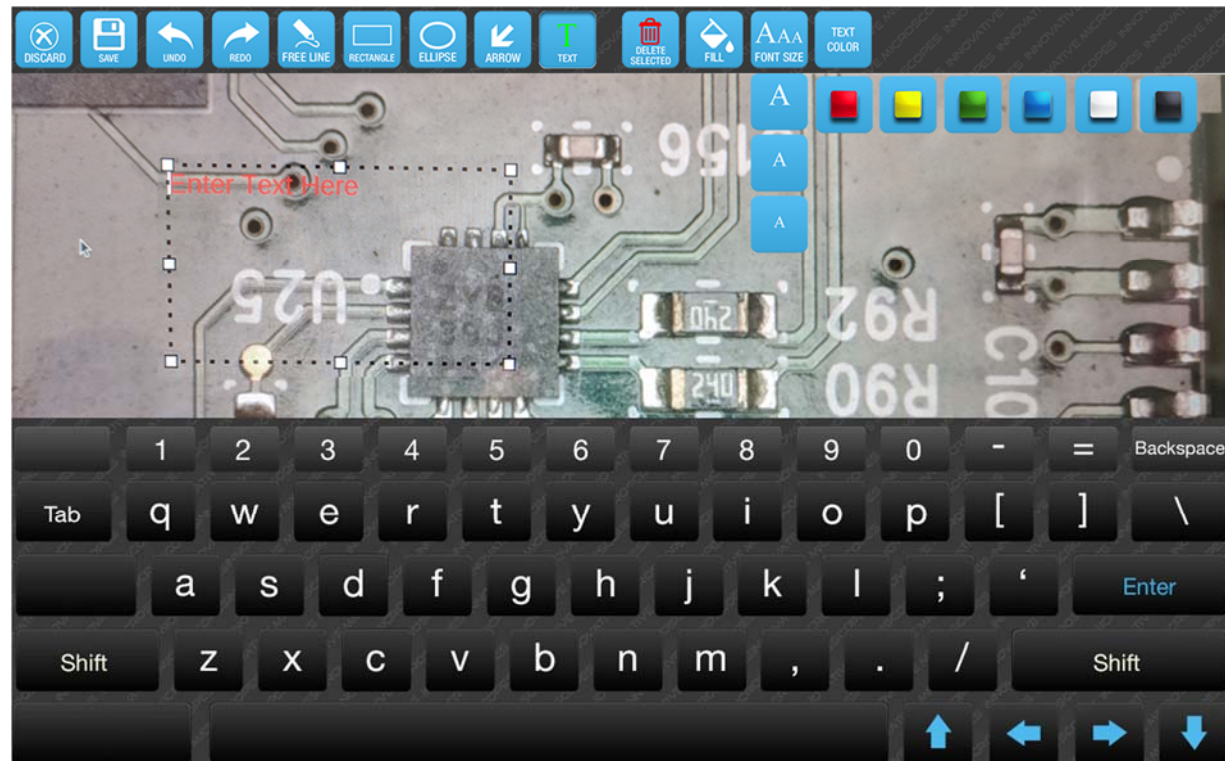 DISCARD SAVE UNDO REDO FREE LINE RECTANGLE ELLIPSE ARROW T TEXT DELETE SELECTED FILL AAA FONT SIZE TEXT COLOR
A
A
A
Enter Text Here
156
U25
240
R92
240
R90
C10
1 2 3 4 5 6 7 8 9 0 - = Backspace
Tab q w e r t y u i o p [ ] \
a s d f g h j k l ; ‘ Enter
Shift z x c v b n m , . / Shift